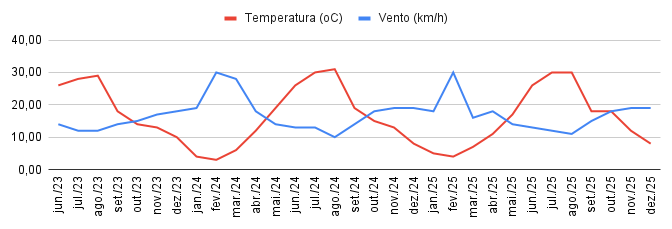 Temperatura (oC) Vento (km/h)
40,00
30,00
20,00
10,00
0,00
jun./23 jul./23 ago./23 set./23 out./23 nov./23 dez./23 jan./24 fev./24 mar./24 abr./24 mai./24 jun./24 jul./24 ago./24 set./24 out./24 nov./24 dez./24 jan./25 fev./25 mar./25 abr./25 mai./25 jun./25 jul./25 ago./25 set./25 out./25 nov./25 dez./25